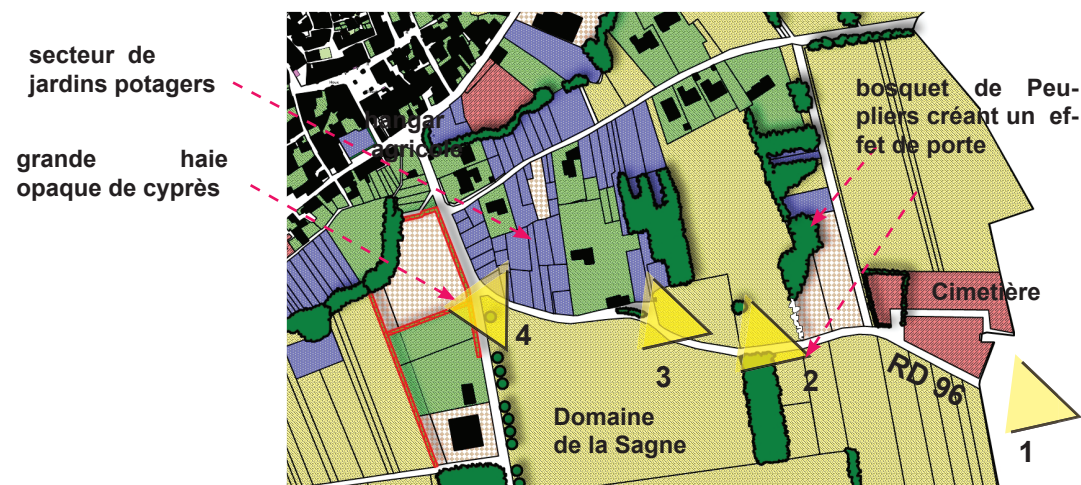 secteur de
jardins potagers
grande haie
opaque de cyprès
hangar
agricole
bosquet de Peu-
pliers créant un ef-
fet de porte
Cimetière
RD 96
4
3
2
1
Domaine
de la Sagne